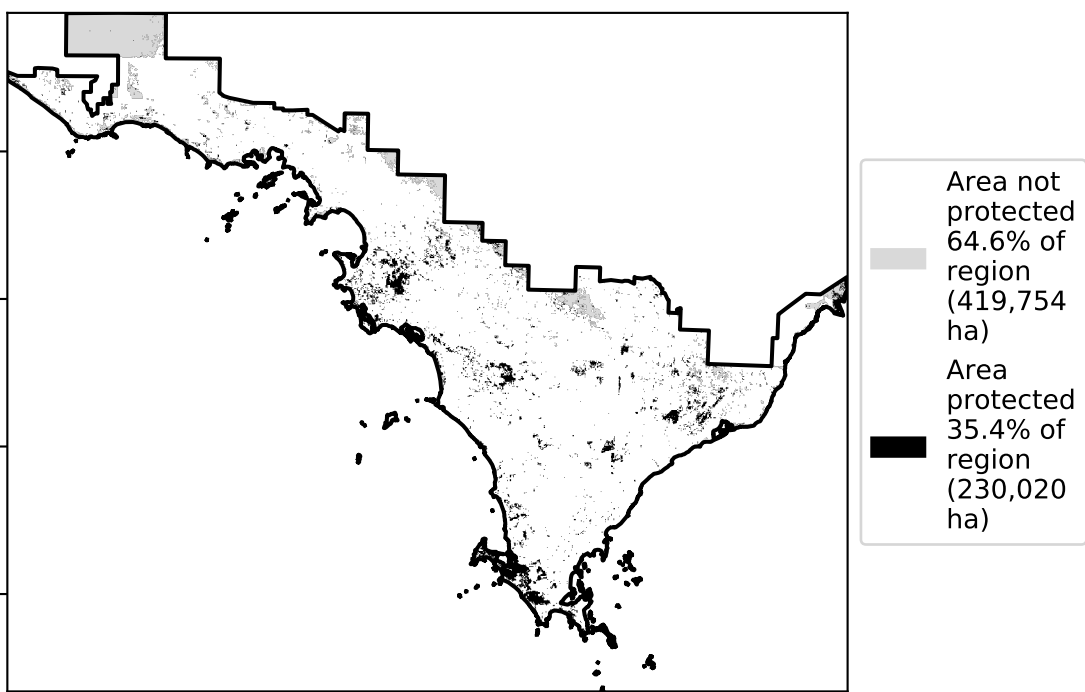 Area not
protected
64.6% of
region
(419,754
ha)
Area
protected
35.4% of
region
(230,020
ha)